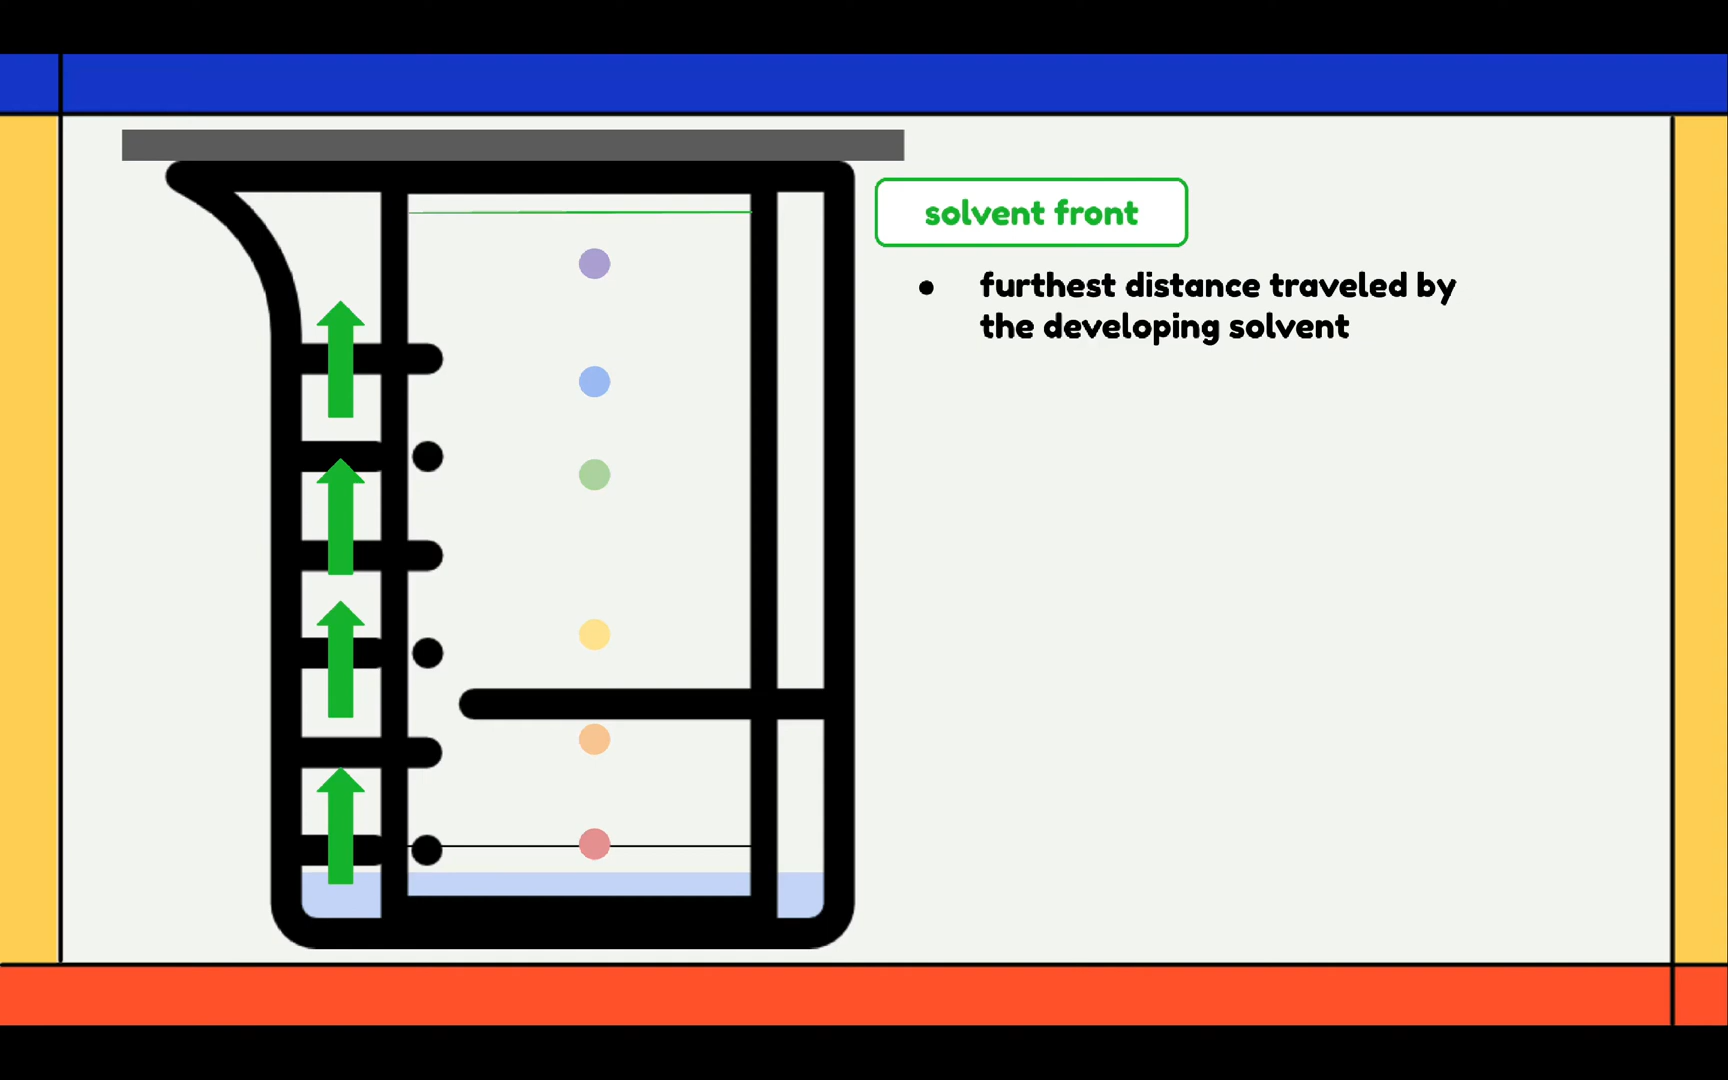 solvent front
● furthest distance traveled by
the developing solvent